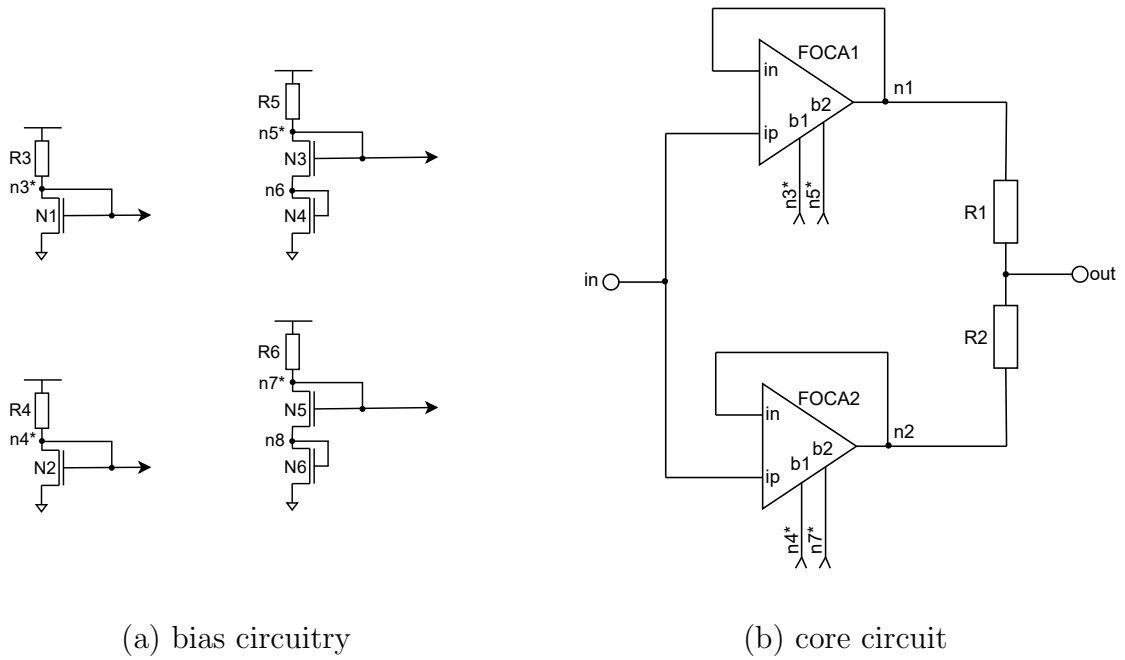 R3
n3*
N1
R5
n5*
N3
n6
N4
R4
n4*
N2
R6
n7*
N5
n8
N6
FOCA1
in
b2
b1
ip
n3*
n5*
n1
R1
in
out
R2
FOCA2
in
b2
b1
ip
n4*
n7*
n2
(a) bias circuitry
(b) core circuit